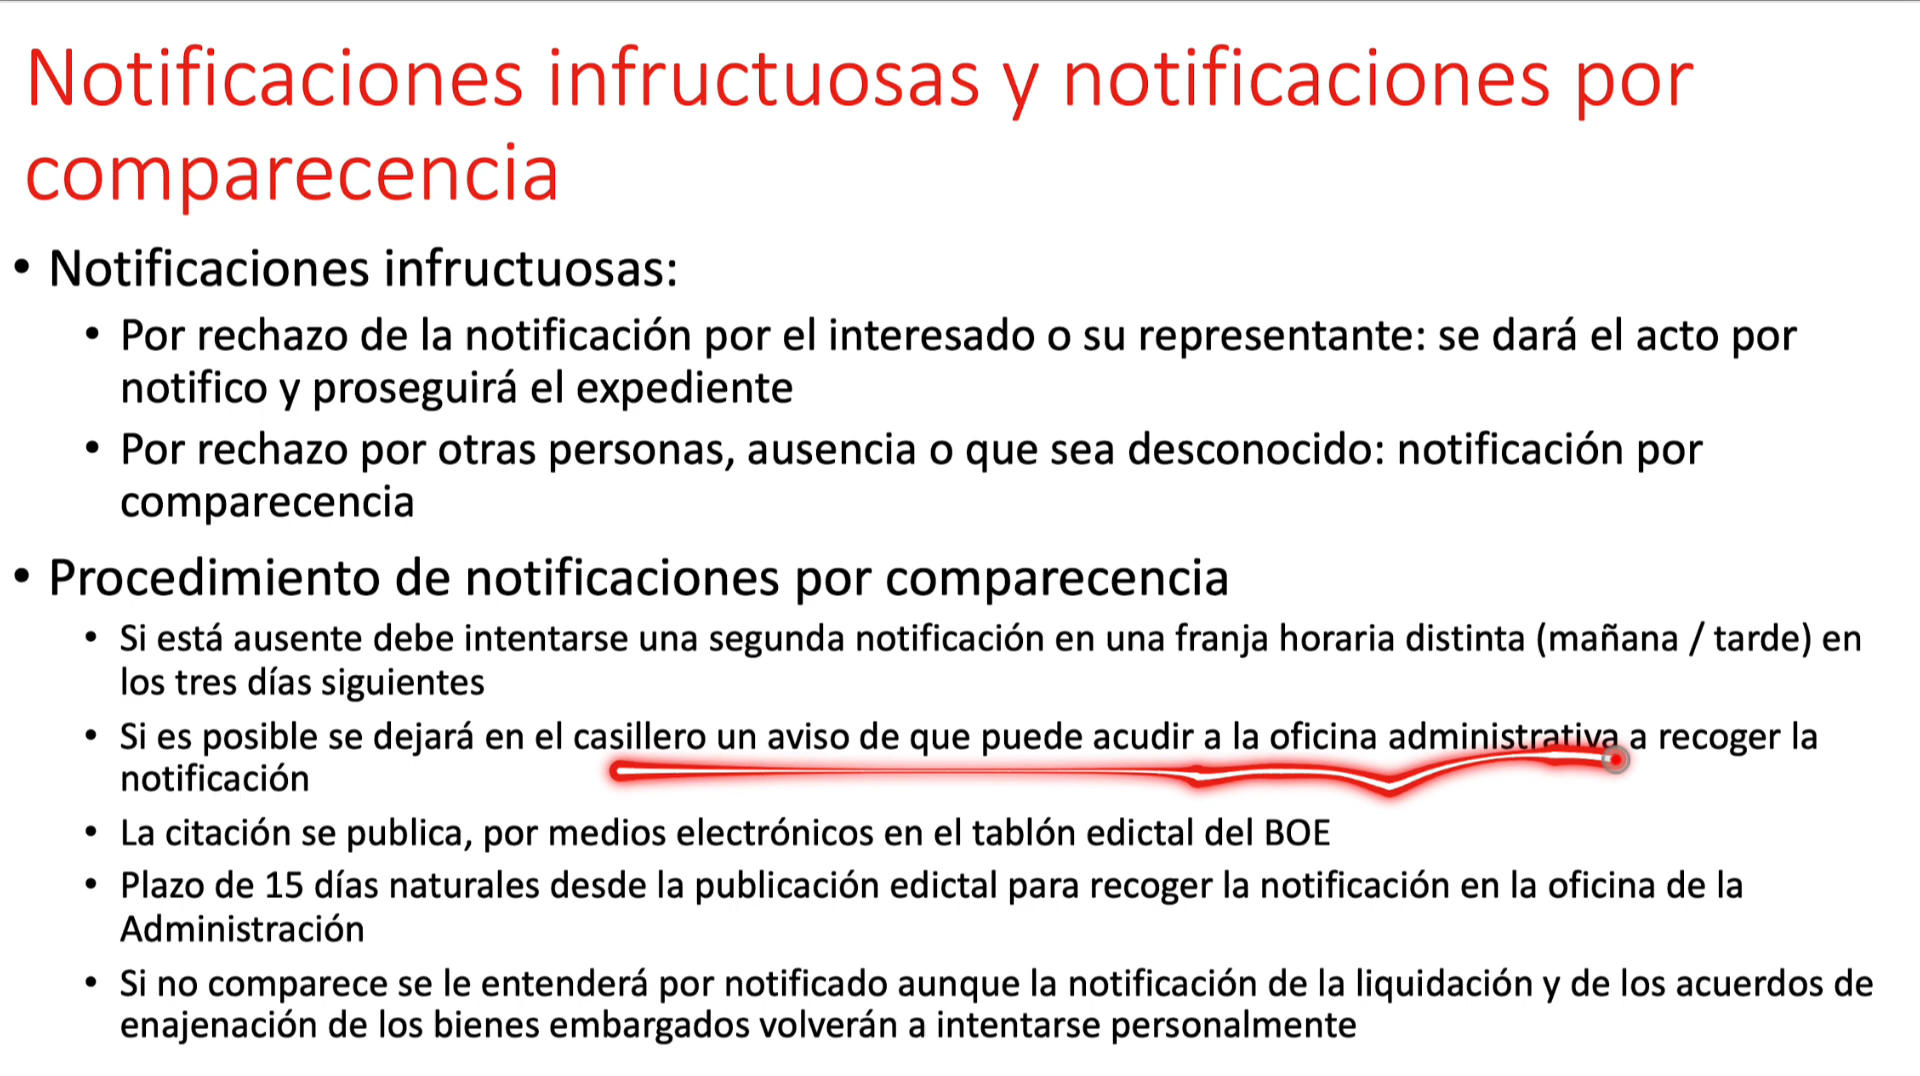 Notificaciones infructuosas y notificaciones por
comparecencia
• Notificaciones infructuosas:
• Por rechazo de la notificación por el interesado o su representante: se dará el acto por
notifico y proseguirá el expediente
• Por rechazo por otras personas, ausencia o que sea desconocido: notificación por
comparecencia
• Procedimiento de notificaciones por comparecencia
• Si está ausente debe intentarse una segunda notificación en una franja horaria distinta (mañana / tarde) en
los tres días siguientes
• Si es posible se dejará en el casillero un aviso de que puede acudir a la oficina administrativa a recoger la
notificación
• La citación se publica, por medios electrónicos en el tablón edictal del BOE
• Plazo de 15 días naturales desde la publicación edictal para recoger la notificación en la oficina de la
Administración
• Si no comparece se le entenderá por notificado aunque la notificación de la liquidación y de los acuerdos de
enajenación de los bienes embargados volverán a intentarse personalmente